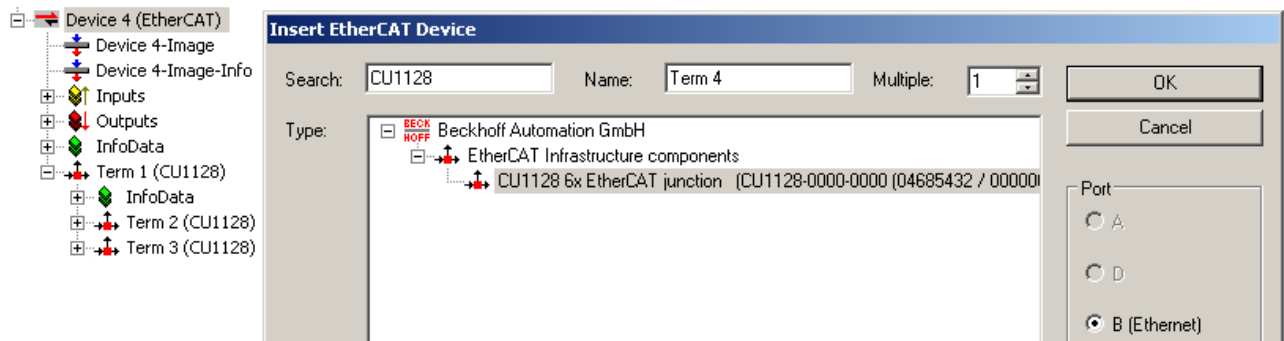 Device 4 (EtherCAT)
Device 4-Image
Device 4-Image-Info
Inputs
Outputs
InfoData
Term 1 (CU1128)
InfoData
Term 2 (CU1128)
Term 3 (CU1128)
Insert EtherCAT Device
Search: CU1128 Name: Term 4 Multiple: 1 OK
Cancel
Type: BECKHOFF Beckhoff Automation GmbH
EtherCAT Infrastructure components
CU1128 6x EtherCAT junction (CU1128-0000-0000 (04685432 / 000000
Port
A
D
B (Ethernet)